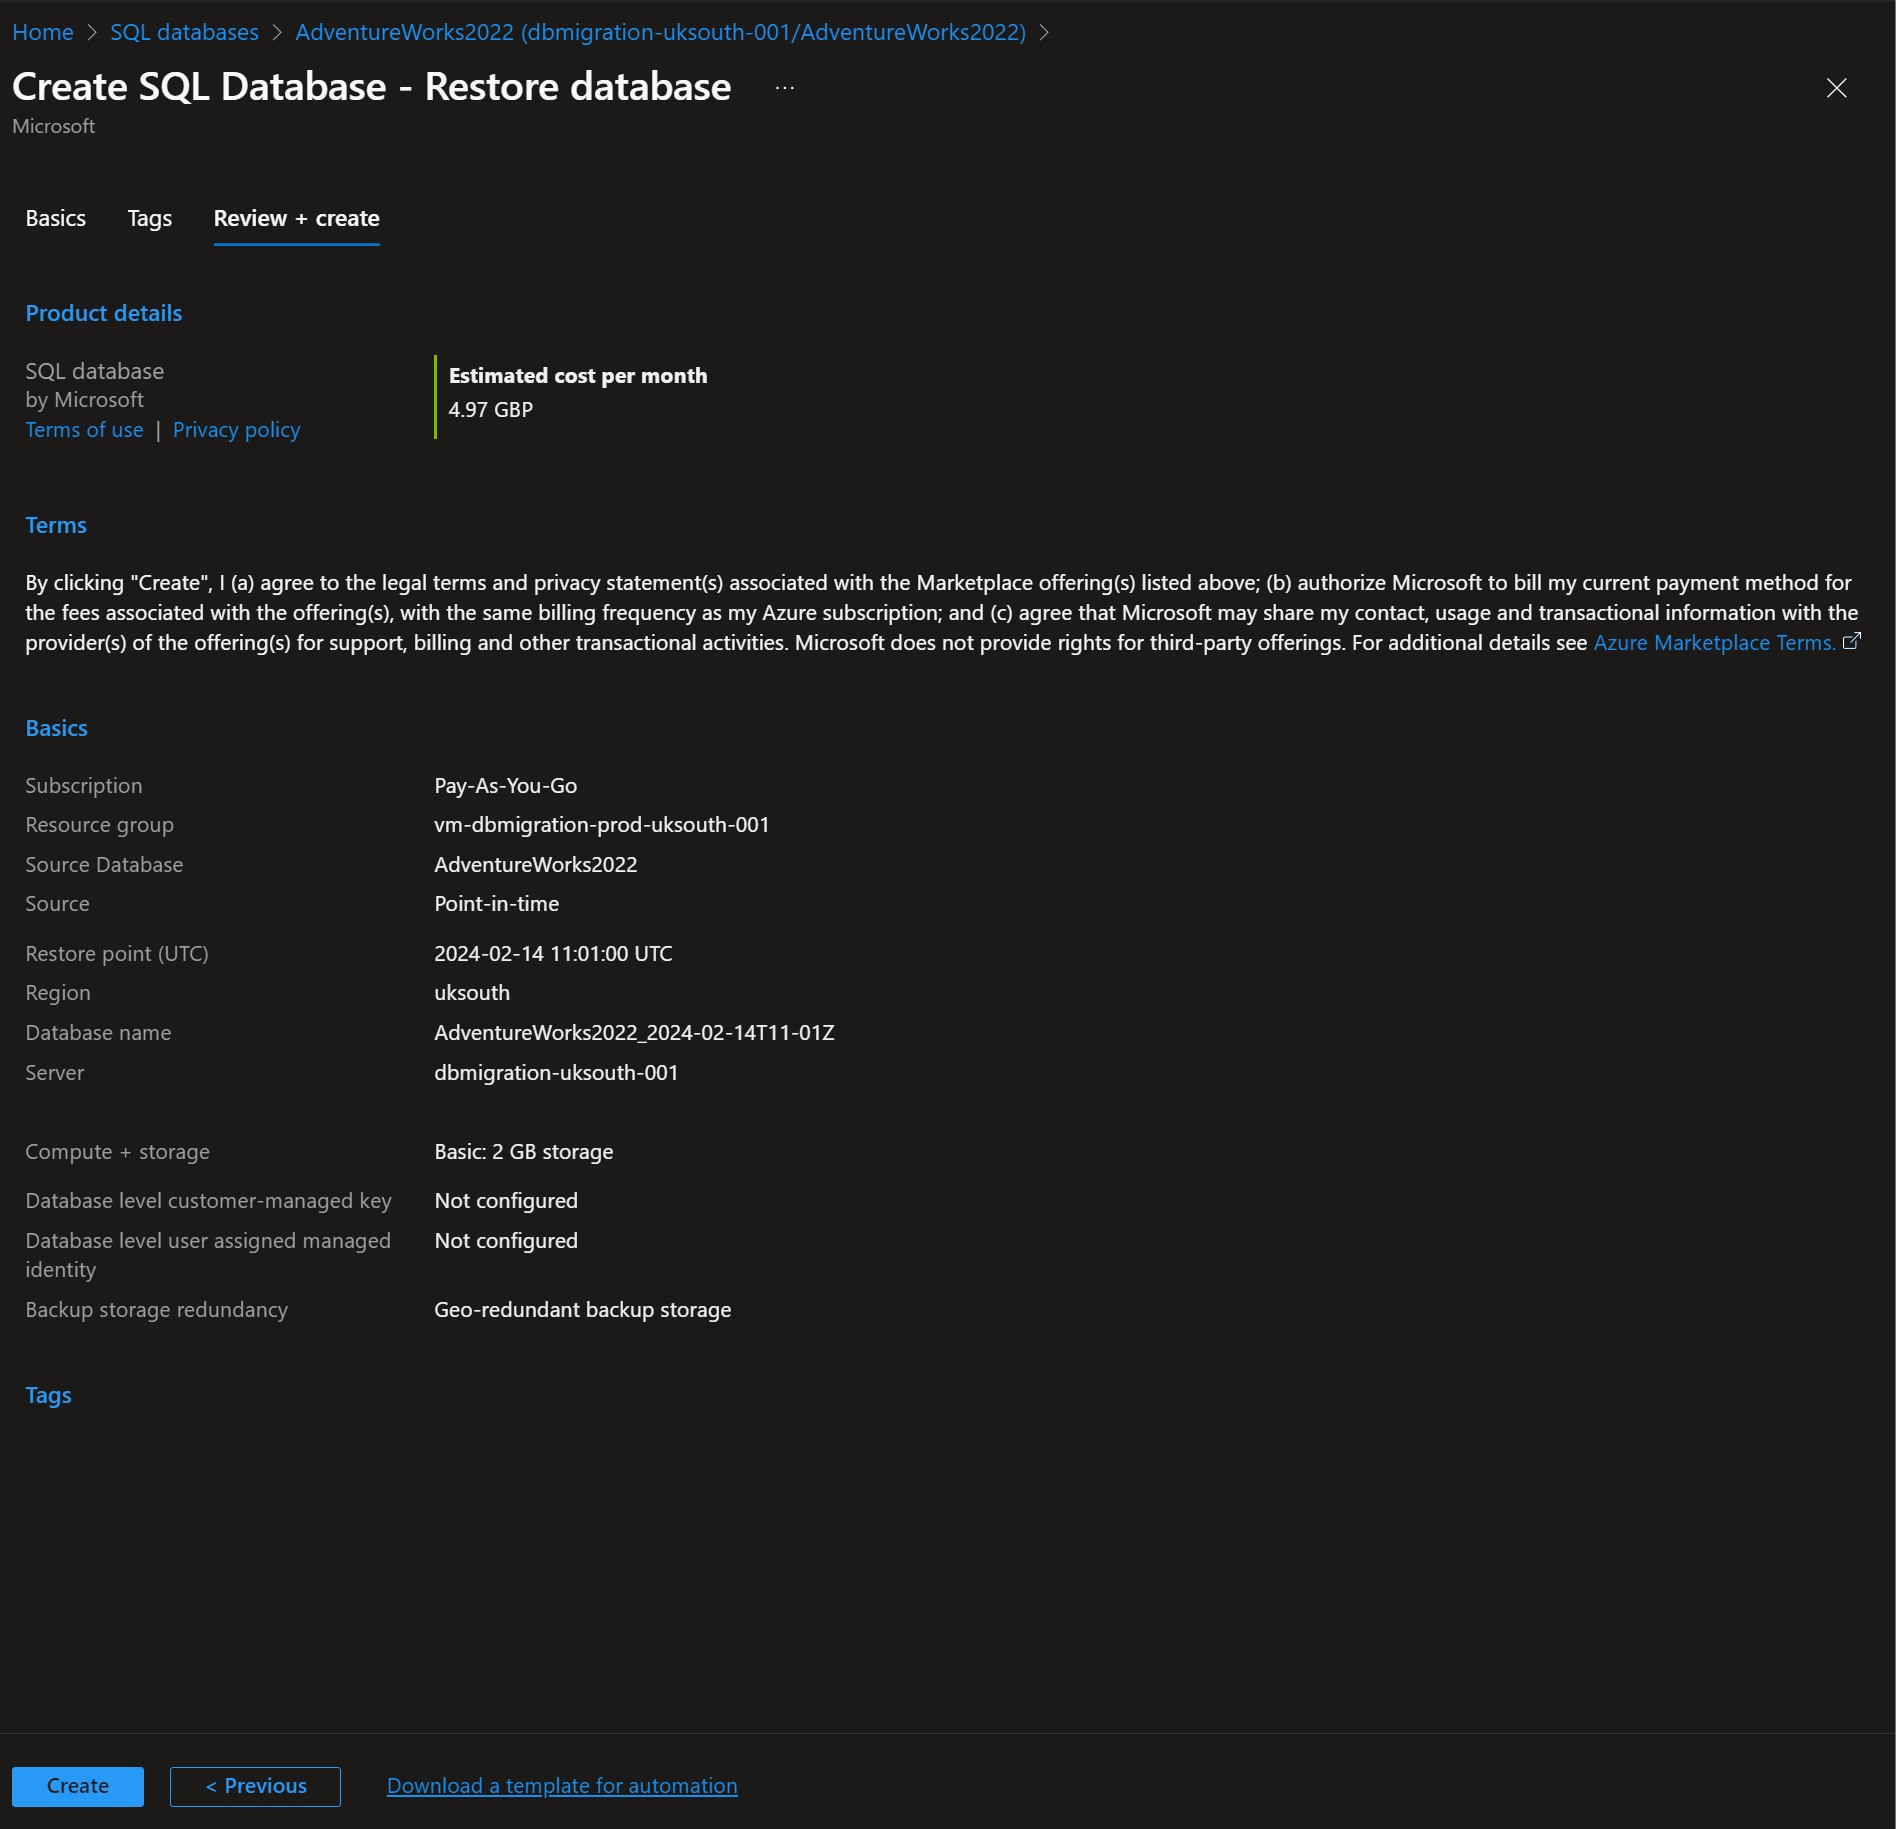 Home > SQL databases > AdventureWorks2022 (dbmigration-uksouth-001/AdventureWorks2022) >
Create SQL Database - Restore database ...
Microsoft
Basics Tags Review + create
Product details
SQL database
by Microsoft
Terms of use | Privacy policy
Estimated cost per month
4.97 GBP
Terms
By clicking "Create", I (a) agree to the legal terms and privacy statement(s) associated with the Marketplace offering(s) listed above; (b) authorize Microsoft to bill my current payment method for
the fees associated with the offering(s), with the same billing frequency as my Azure subscription; and (c) agree that Microsoft may share my contact, usage and transactional information with the
provider(s) of the offering(s) for support, billing and other transactional activities. Microsoft does not provide rights for third-party offerings. For additional details see Azure Marketplace Terms.
Basics
Subscription Pay-As-You-Go
Resource group vm-dbmigration-prod-uksouth-001
Source Database AdventureWorks2022
Source Point-in-time
Restore point (UTC) 2024-02-14 11:01:00 UTC
Region uksouth
Database name AdventureWorks2022_2024-02-14T11-01Z
Server dbmigration-uksouth-001
Compute + storage Basic: 2 GB storage
Database level customer-managed key Not configured
Database level user assigned managed Not configured
identity
Backup storage redundancy Geo-redundant backup storage
Tags
Create < Previous Download a template for automation